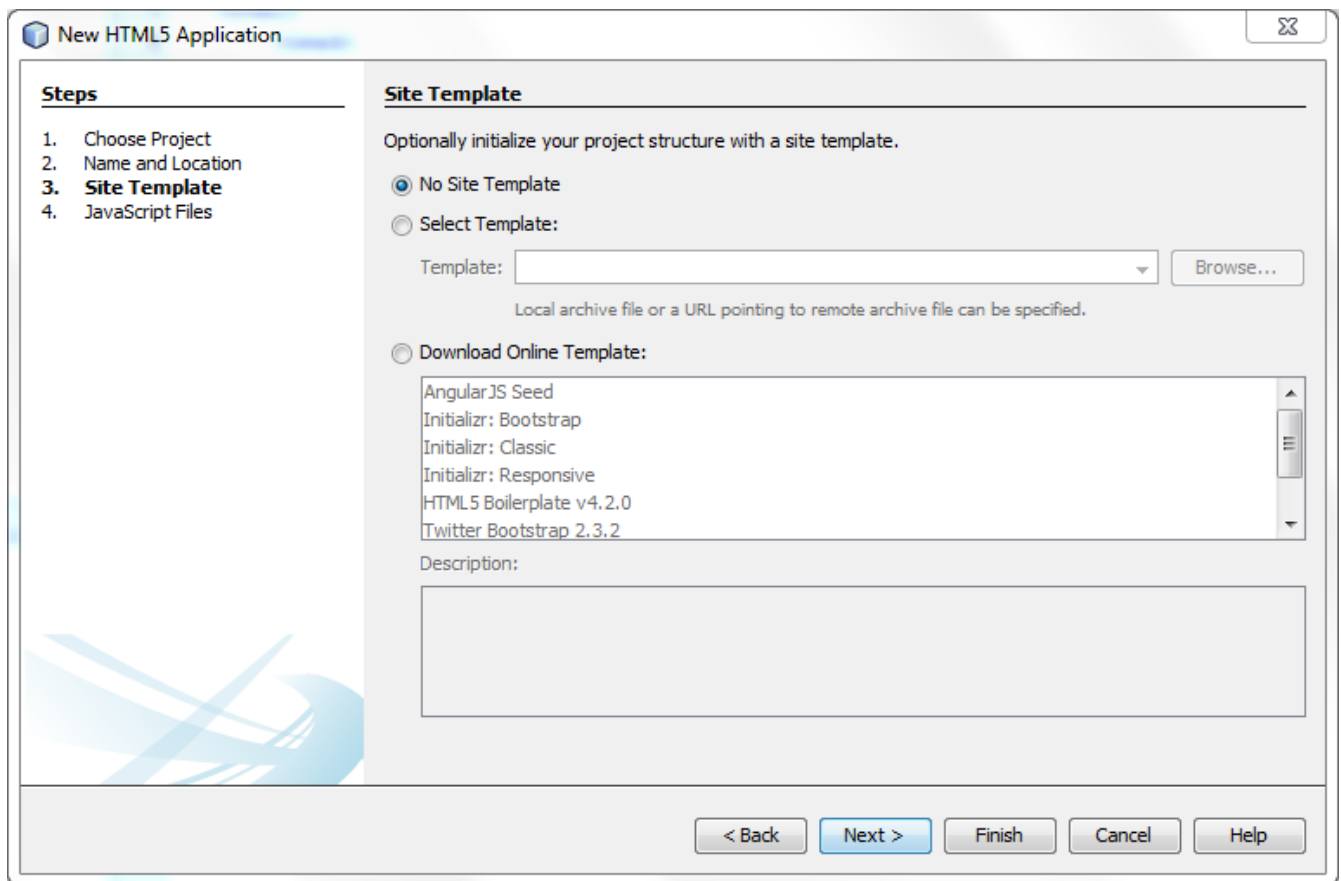 New HTML5 Application
Steps
1. Choose Project
2. Name and Location
3. Site Template
4. JavaScript Files
Site Template
Optionally initialize your project structure with a site template.
No Site Template
Select Template:
Template:
Browse...
Local archive file or a URL pointing to remote archive file can be specified.
Download Online Template:
AngularJS Seed
Initializr: Bootstrap
Initializr: Classic
Initializr: Responsive
HTML5 Boilerplate v4.2.0
Twitter Bootstrap 2.3.2
Description:
< Back
Next >
Finish
Cancel
Help